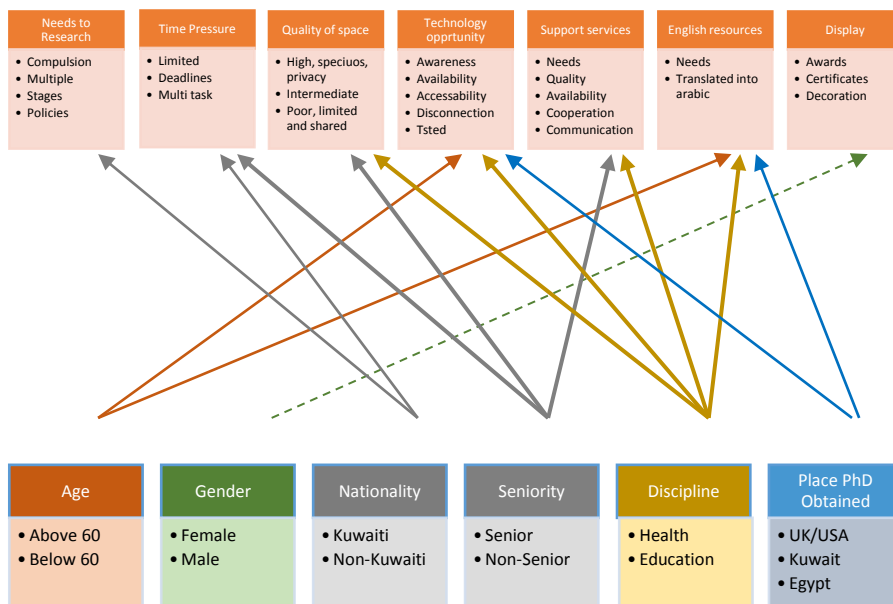 Needs to
Research
• Compulsion
• Multiple
• Stages
• Policies
Time Pressure
• Limited
• Deadlines
• Multi task
Quality of space
• High, speciuos,
privacy
• Intermediate
• Poor, limited
and shared
Technology
opprtunity
• Awareness
• Availability
• Accessability
• Disconnection
• Tsted
Support services
• Needs
• Quality
• Availability
• Cooperation
• Communication
English resources
• Needs
• Translated into
arabic
Display
• Awards
• Certificates
• Decoration
Age
• Above 60
• Below 60
Gender
• Female
• Male
Nationality
• Kuwaiti
• Non-Kuwaiti
Seniority
• Senior
• Non-Senior
Discipline
• Health
• Education
Place PhD
Obtained
• UK/USA
• Kuwait
• Egypt